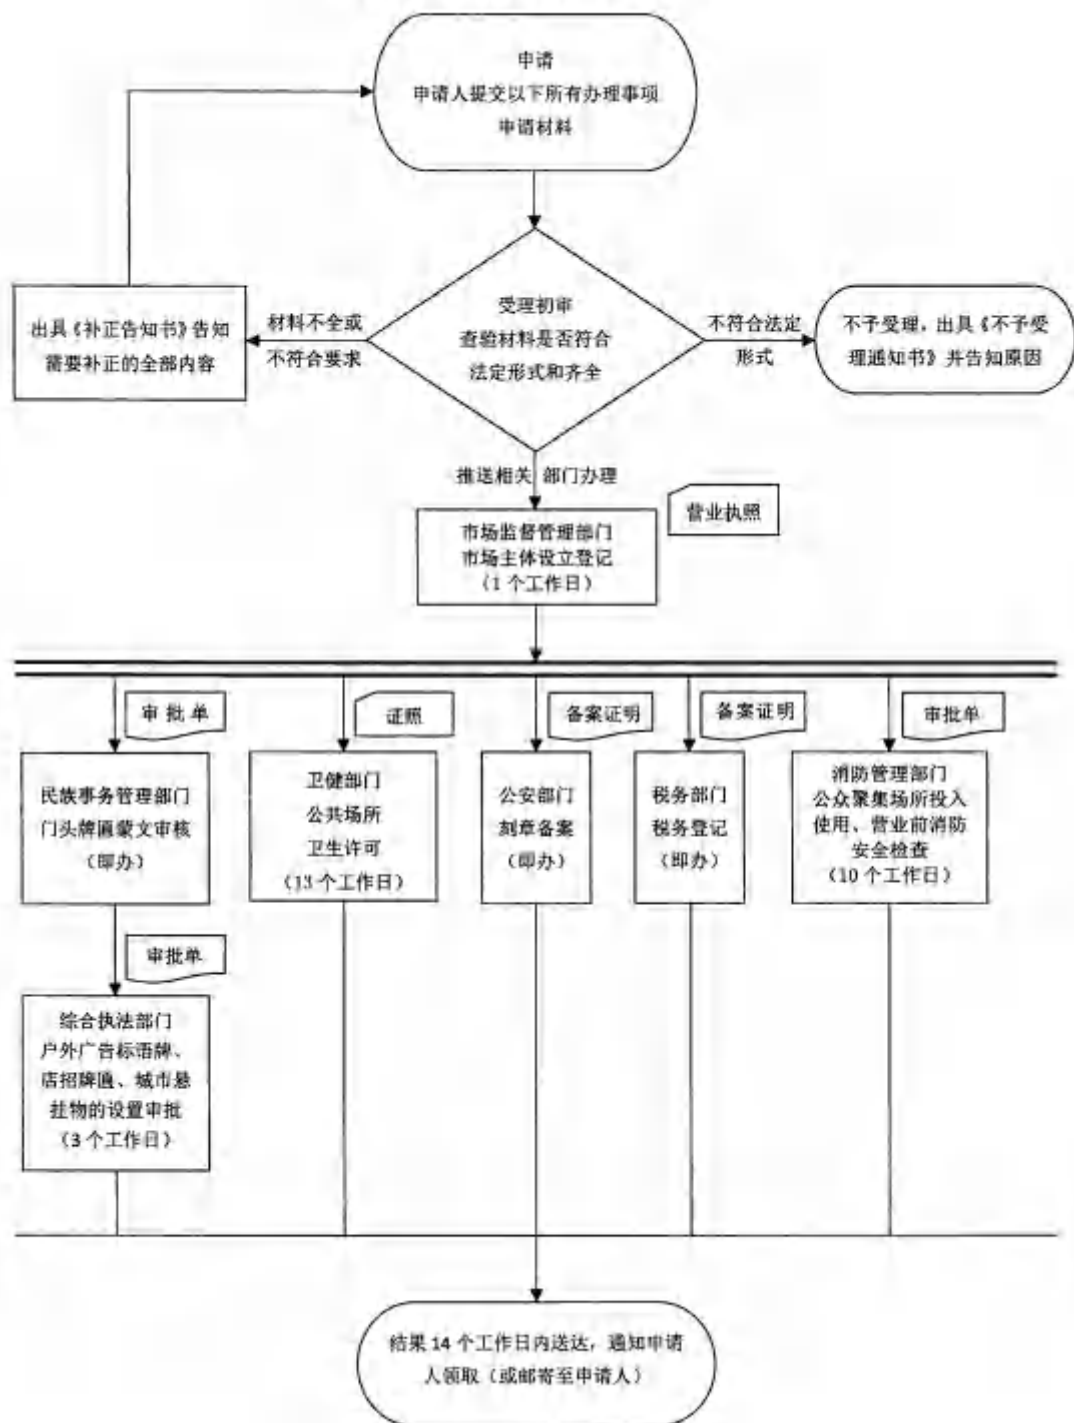 申请
申请人提交以下所有办理事项
申请材料
受理初审
查验材料是否符合
法定形式和齐全
材料不全或
不符合要求
出具《补正告知书》告知
需要补正的全部内容
不符合法定
形式
不予受理，出具《不予受
理通知书》并告知原因
推送相关 部门办理
营业执照
市场监督管理部门
市场主体设立登记
（1 个工作日）
审 批 单
证照
备案证明
备案证明
审批单
民族事务管理部门
门头牌匾蒙文审核
（即办）
卫健部门
公共场所
卫生许可
（13 个工作日）
公安部门
刻章备案
（即办）
税务部门
税务登记
（即办）
消防管理部门
公众聚集场所投入
使用、营业前消防
安全检查
（10 个工作日）
审批单
综合执法部门
户外广告标语牌、
店招牌匾、城市悬
挂物的设置审批
（3 个工作日）
结果 14 个工作日内送达，通知申请
人领取（或邮寄至申请人）